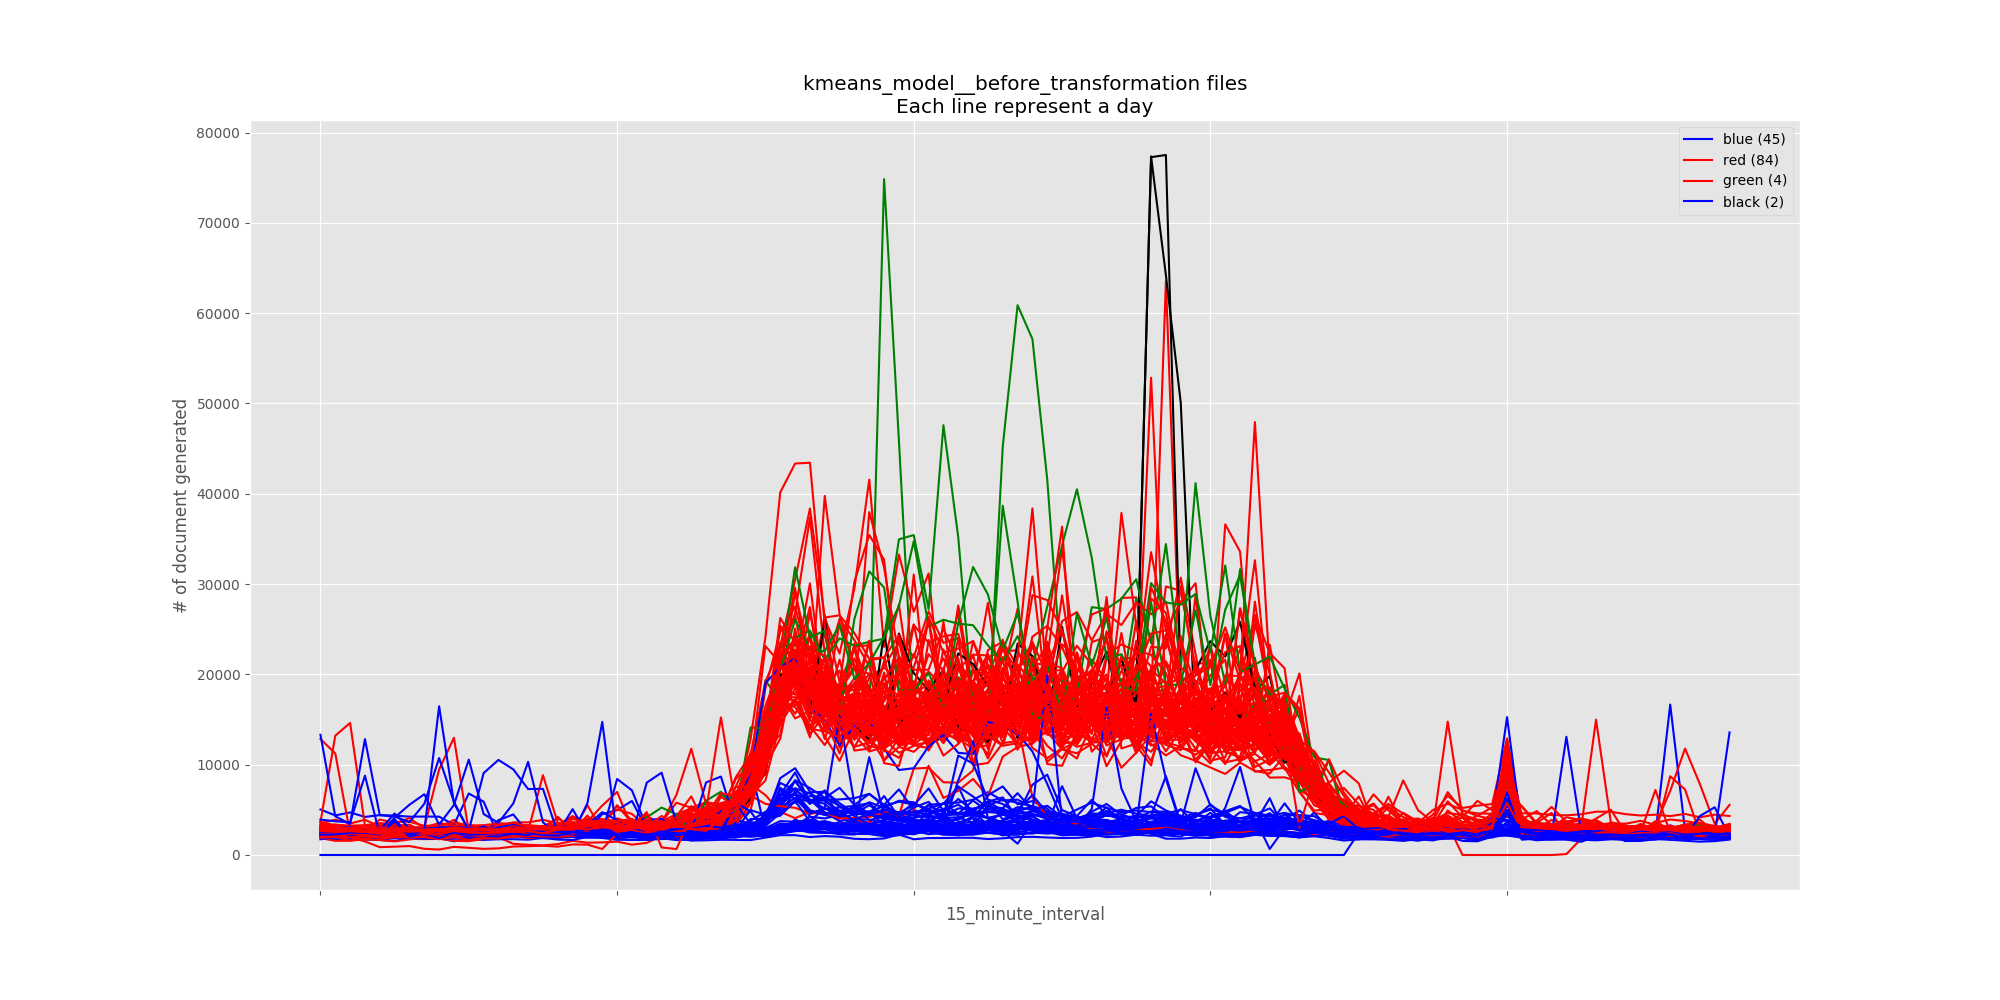 kmeans_model__before_transformation files
Each line represent a day
80000
70000
60000
50000
40000
30000
20000
10000
0
# of document generated
15_minute_interval
blue (45)
red (84)
green (4)
black (2)